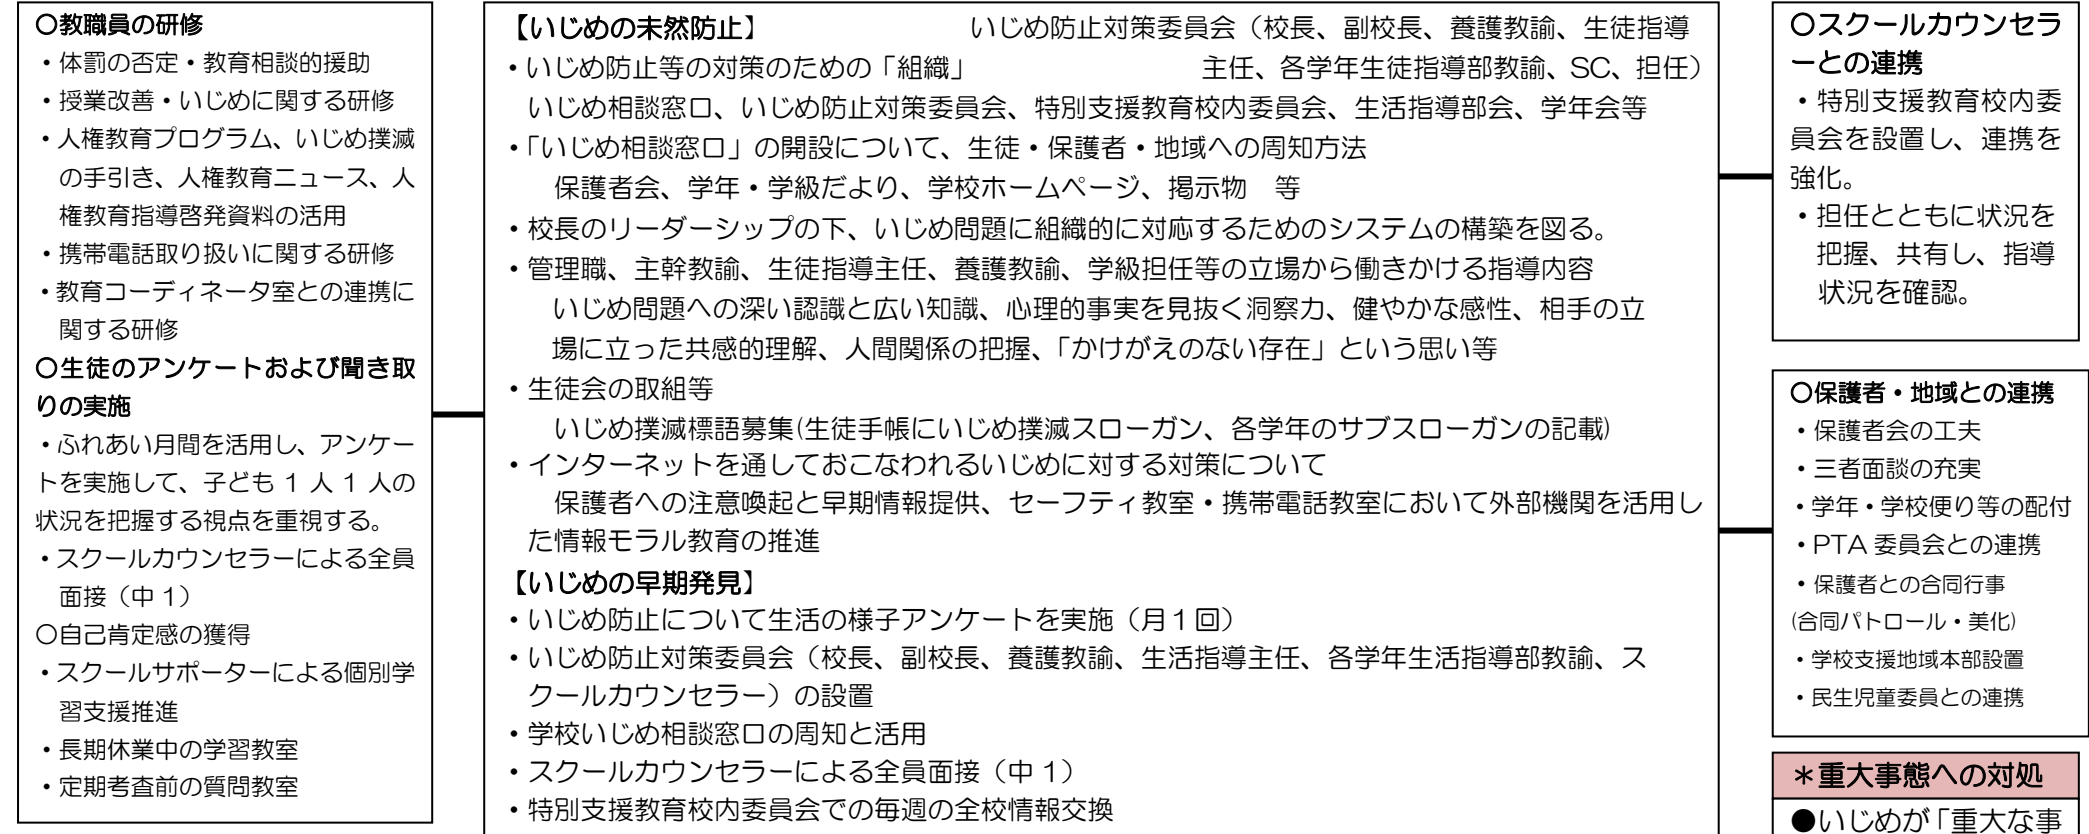 〇教職員の研修
・体罰の否定・教育相談的援助
・授業改善・いじめに関する研修
・人権教育プログラム、いじめ撲滅
の手引き、人権教育ニュース、人
権教育指導啓発資料の活用
・携帯電話取り扱いに関する研修
・教育コーディネータ室との連携に
関する研修
〇生徒のアンケートおよび聞き取
りの実施
・ふれあい月間を活用し、アンケー
トを実施して、子ども 1 人 1 人の
状況を把握する視点を重視する。
・スクールカウンセラーによる全員
面接（中 1）
〇自己肯定感の獲得
・スクールサポーターによる個別学
習支援推進
・長期休業中の学習教室
・定期考査前の質問教室
【いじめの未然防止】　いじめ防止対策委員会（校長、副校長、養護教諭、生徒指導
・いじめ防止等の対策のための「組織」　主任、各学年生徒指導部教諭、SC、担任）
いじめ相談窓口、いじめ防止対策委員会、特別支援教育校内委員会、生活指導部会、学年会等
・「いじめ相談窓口」の開設について、生徒・保護者・地域への周知方法
保護者会、学年・学級だより、学校ホームページ、掲示物　等
・校長のリーダーシップの下、いじめ問題に組織的に対応するためのシステムの構築を図る。
・管理職、主幹教諭、生徒指導主任、養護教諭、学級担任等の立場から働きかける指導内容
いじめ問題への深い認識と広い知識、心理的事実を見抜く洞察力、健やかな感性、相手の立
場に立った共感的理解、人間関係の把握、「かけがえのない存在」という思い等
・生徒会の取組等
いじめ撲滅標語募集(生徒手帳にいじめ撲滅スローガン、各学年のサブスローガンの記載)
・インターネットを通しておこなわれるいじめに対する対策について
保護者への注意喚起と早期情報提供、セーフティ教室・携帯電話教室において外部機関を活用し
た情報モラル教育の推進
【いじめの早期発見】
・いじめ防止について生活の様子アンケートを実施（月１回）
・いじめ防止対策委員会（校長、副校長、養護教諭、生活指導主任、各学年生活指導部教諭、ス
クールカウンセラー）の設置
・学校いじめ相談窓口の周知と活用
・スクールカウンセラーによる全員面接（中 1）
・特別支援教育校内委員会での毎週の全校情報交換
〇スクールカウンセラ
ーとの連携
・特別支援教育校内委
員会を設置し、連携を
強化。
・担任とともに状況を
把握、共有し、指導
状況を確認。
〇保護者・地域との連携
・保護者会の工夫
・三者面談の充実
・学年・学校便り等の配付
・PTA 委員会との連携
・保護者との合同行事
(合同パトロール・美化)
・学校支援地域本部設置
・民生児童委員との連携
＊重大事態への対処
●いじめが「重大な事